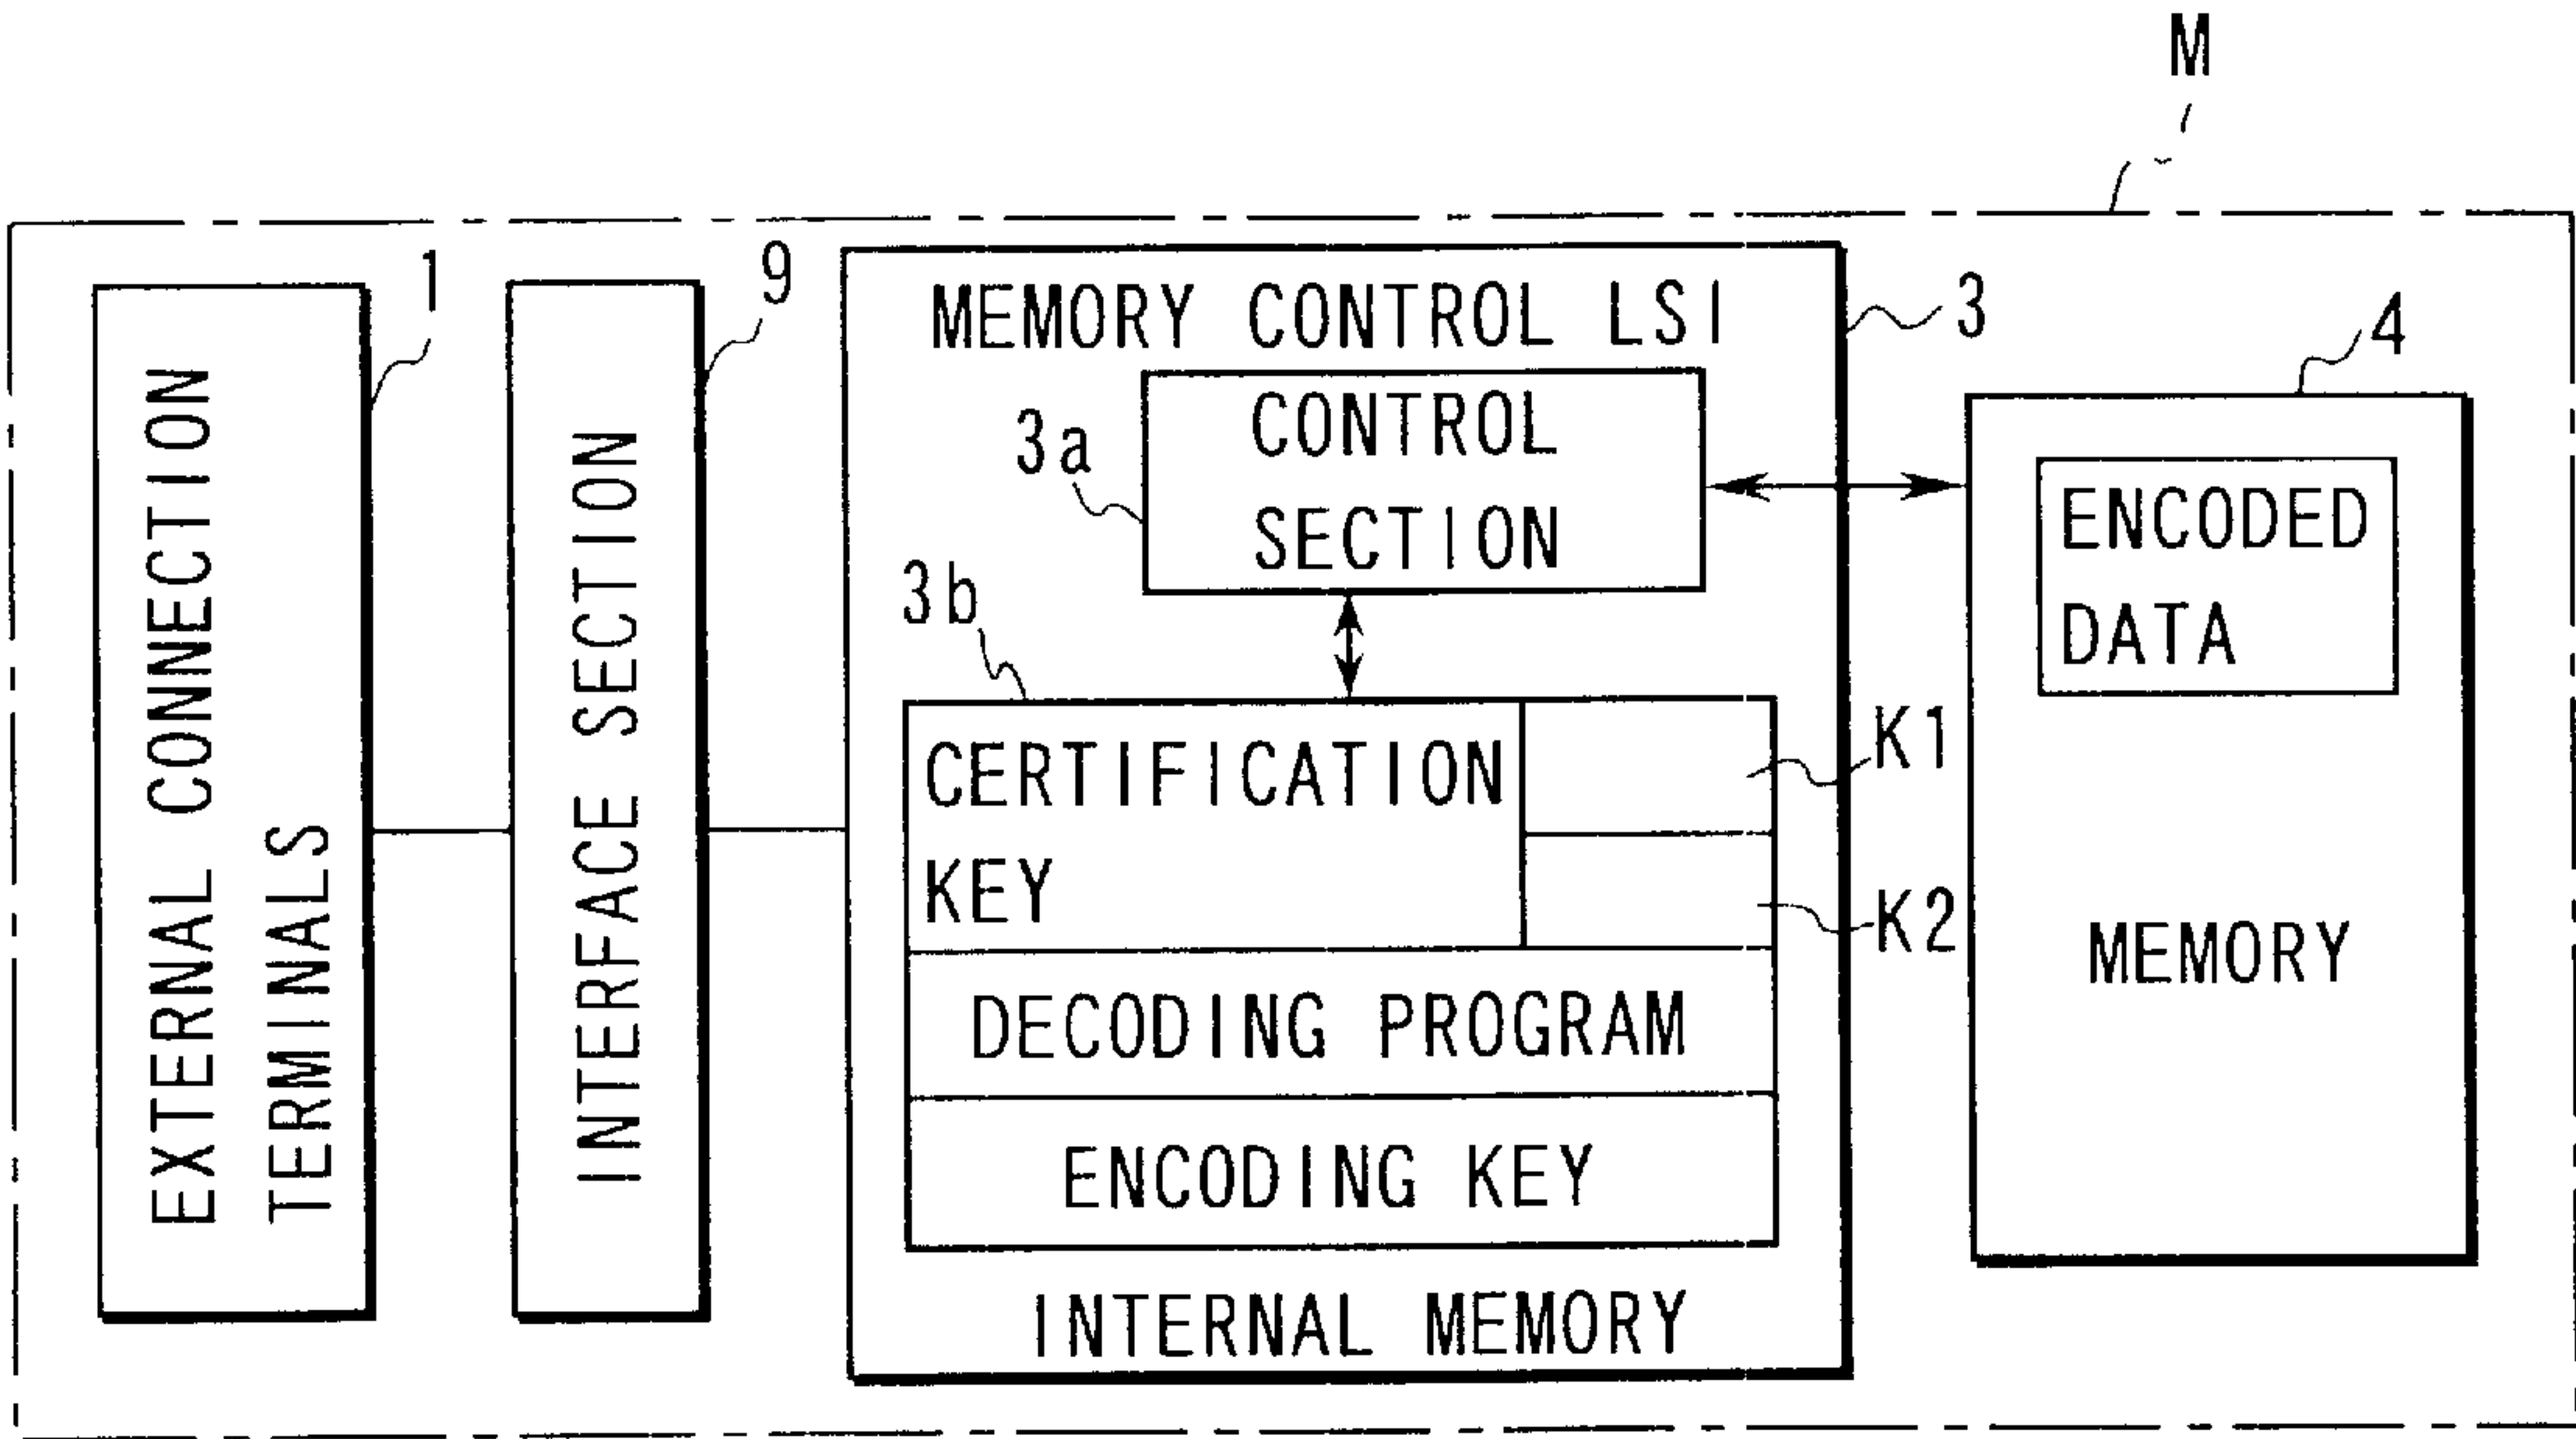 M
1
9
3
4
EXTERNAL CONNECTION
TERMINALS
INTERFACE SECTION
MEMORY CONTROL LSI
3a
CONTROL
SECTION
3b
CERTIFICATION
KEY
K1
K2
DECODING PROGRAM
ENCODING KEY
INTERNAL MEMORY
ENCODED
DATA
MEMORY